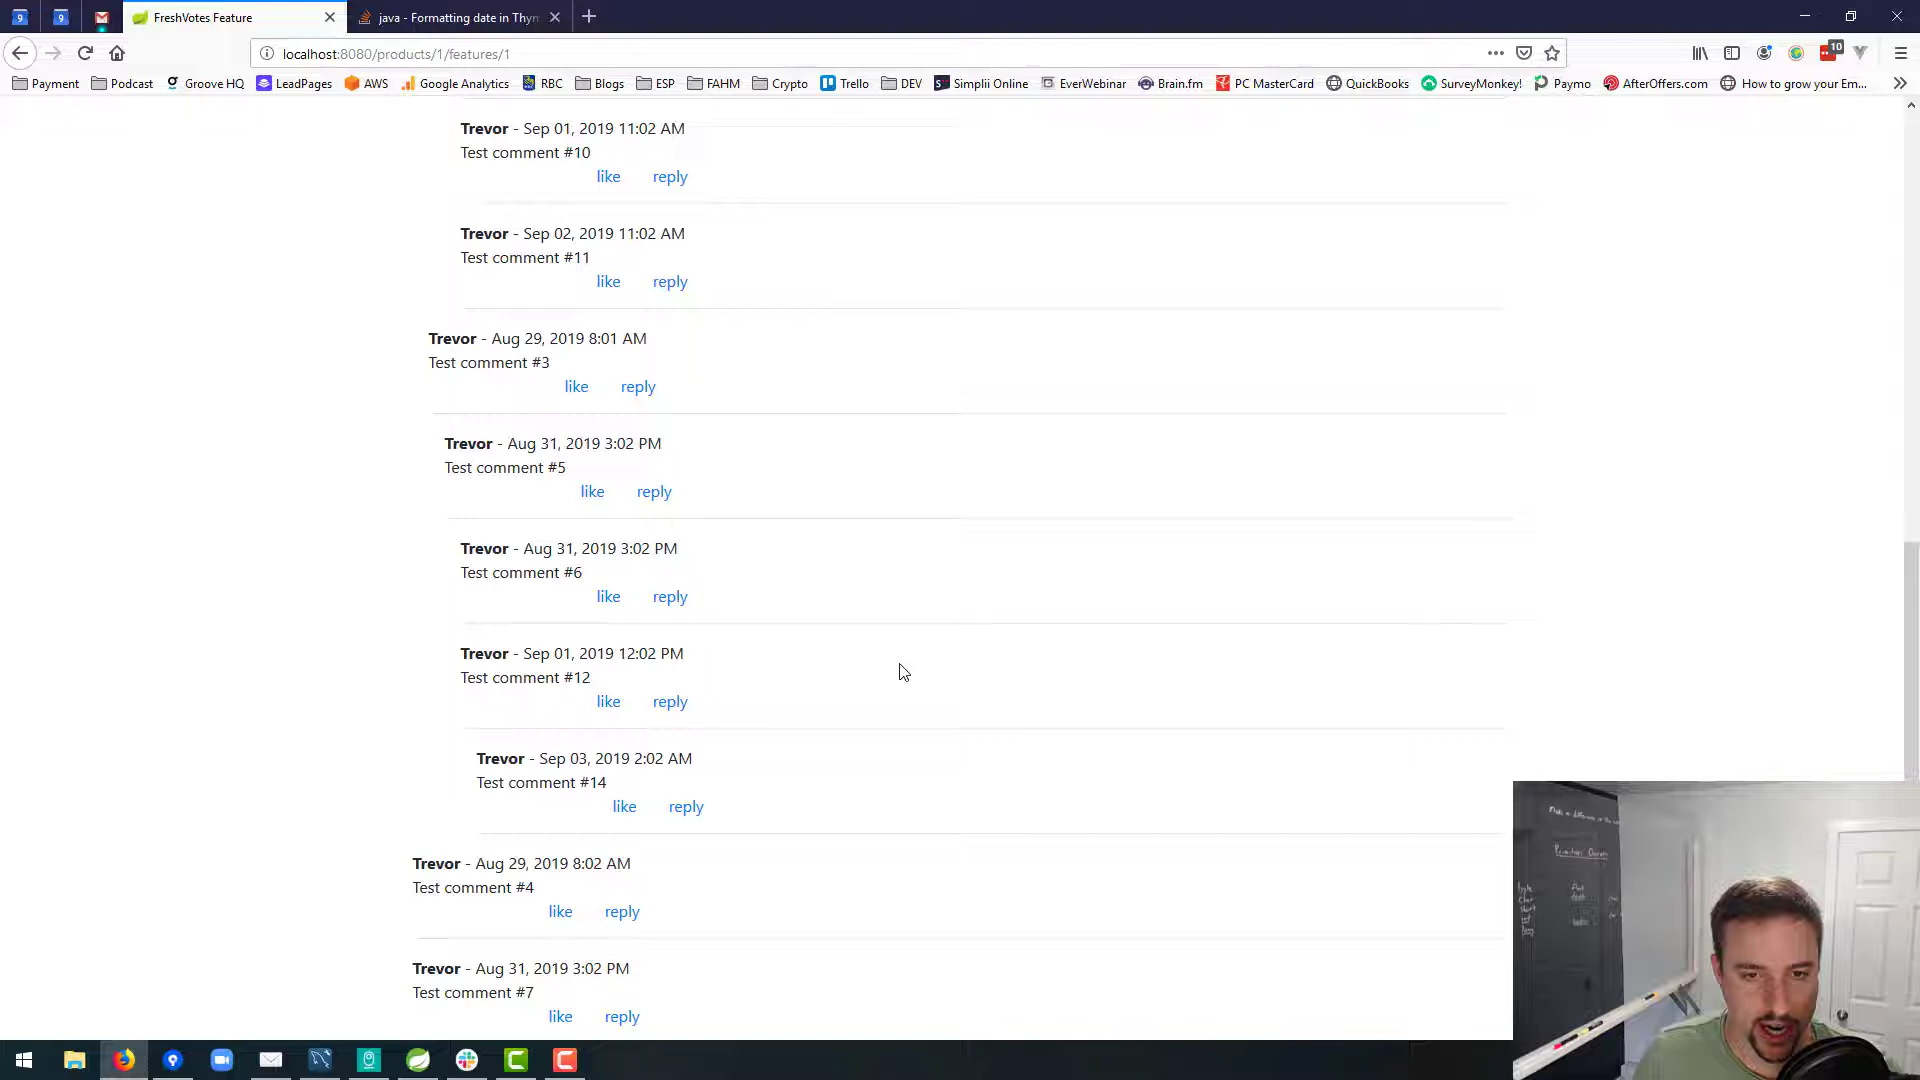 FreshVotes Feature
java - Formatting date in Thym
localhost:8080/products/1/features/1
10
Payment Podcast Groove HQ LeadPages AWS Google Analytics RBC Blogs ESP FAHM Crypto Trello DEV Simplii Online EverWebinar Brain.fm PC MasterCard QuickBooks SurveyMonkey! Paymo AfterOffers.com How to grow your Em...
Trevor - Sep 01, 2019 11:02 AM
Test comment #10
like reply
Trevor - Sep 02, 2019 11:02 AM
Test comment #11
like reply
Trevor - Aug 29, 2019 8:01 AM
Test comment #3
like reply
Trevor - Aug 31, 2019 3:02 PM
Test comment #5
like reply
Trevor - Aug 31, 2019 3:02 PM
Test comment #6
like reply
Trevor - Sep 01, 2019 12:02 PM
Test comment #12
like reply
Trevor - Sep 03, 2019 2:02 AM
Test comment #14
like reply
Trevor - Aug 29, 2019 8:02 AM
Test comment #4
like reply
Trevor - Aug 31, 2019 3:02 PM
Test comment #7
like reply